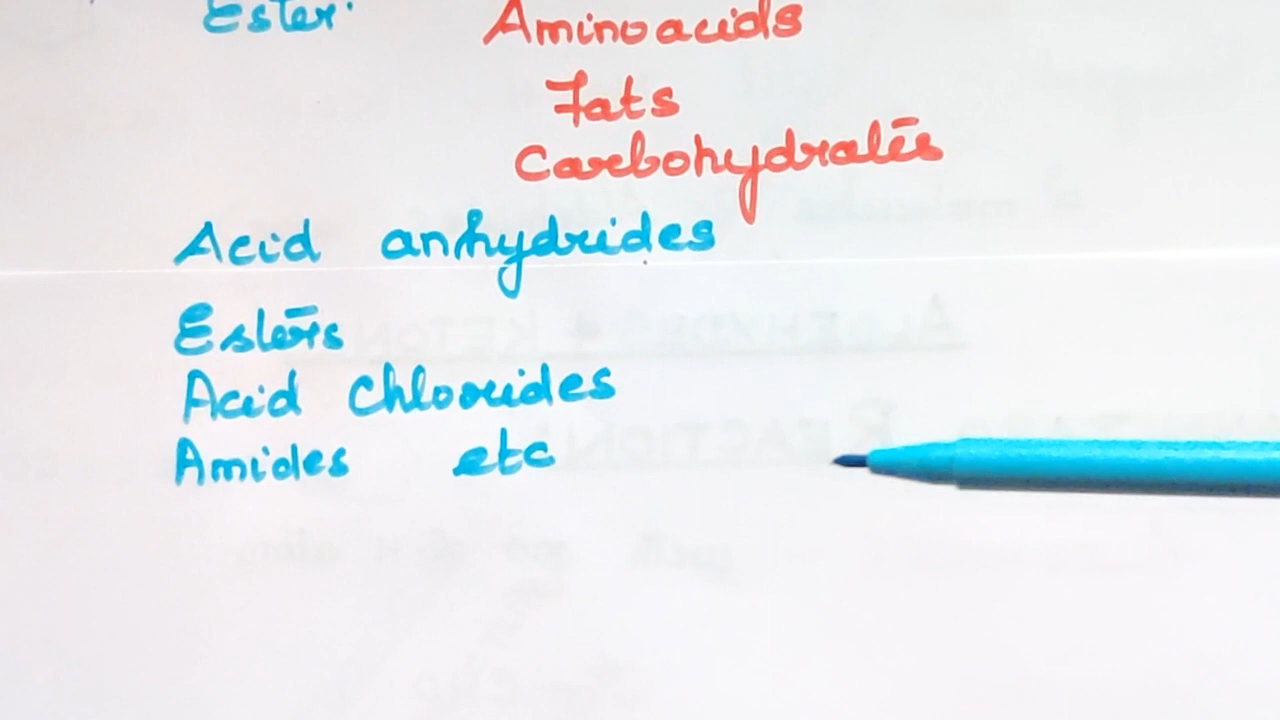 Ester. Aminoacids
Fats
Carbohydrates
Acid anhydrides
Esters
Acid Chlorides
Amides etc